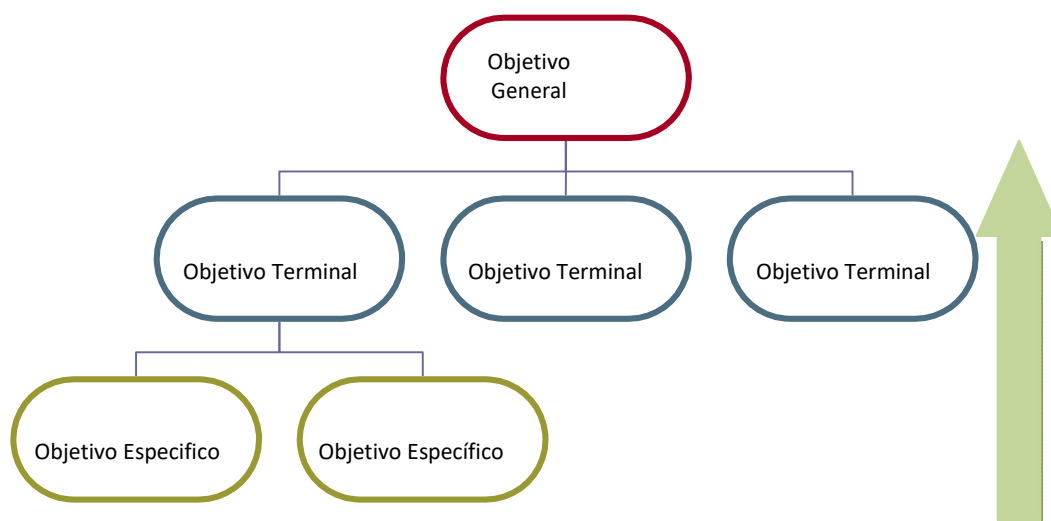 Objetivo
General
Objetivo Terminal
Objetivo Terminal
Objetivo Terminal
Objetivo Especifico
Objetivo Específico